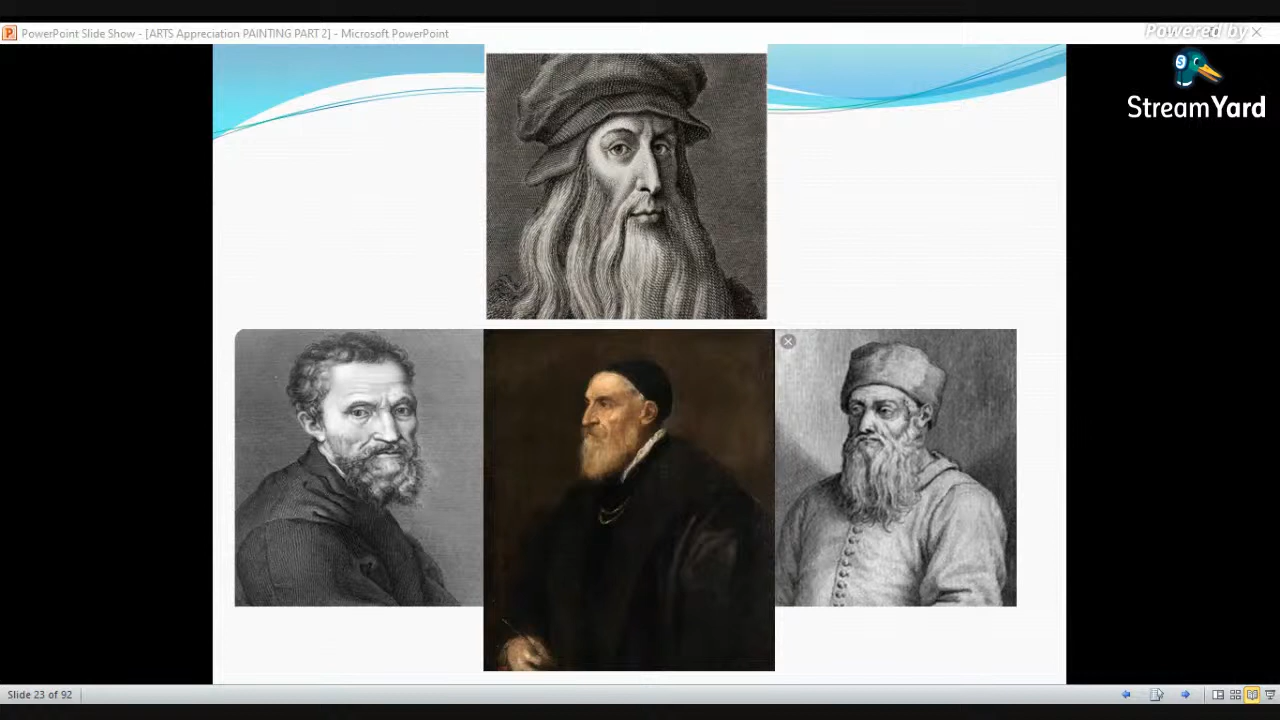 PowerPoint Slide Show - [ARTS Appreciation PAINTING PART 2] - Microsoft PowerPoint
Powered by
S
StreamYard
Slide 23 of 92